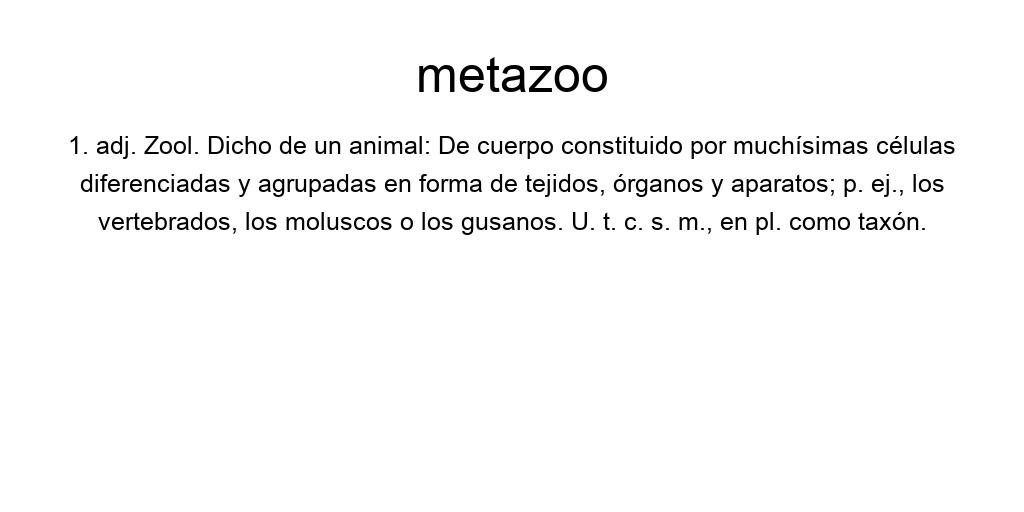 metazoo
1. adj. Zool. Dicho de un animal: De cuerpo constituido por muchísimas células
diferenciadas y agrupadas en forma de tejidos, órganos y aparatos; p. ej., los
vertebrados, los moluscos o los gusanos. U. t. c. s. m., en pl. como taxón.